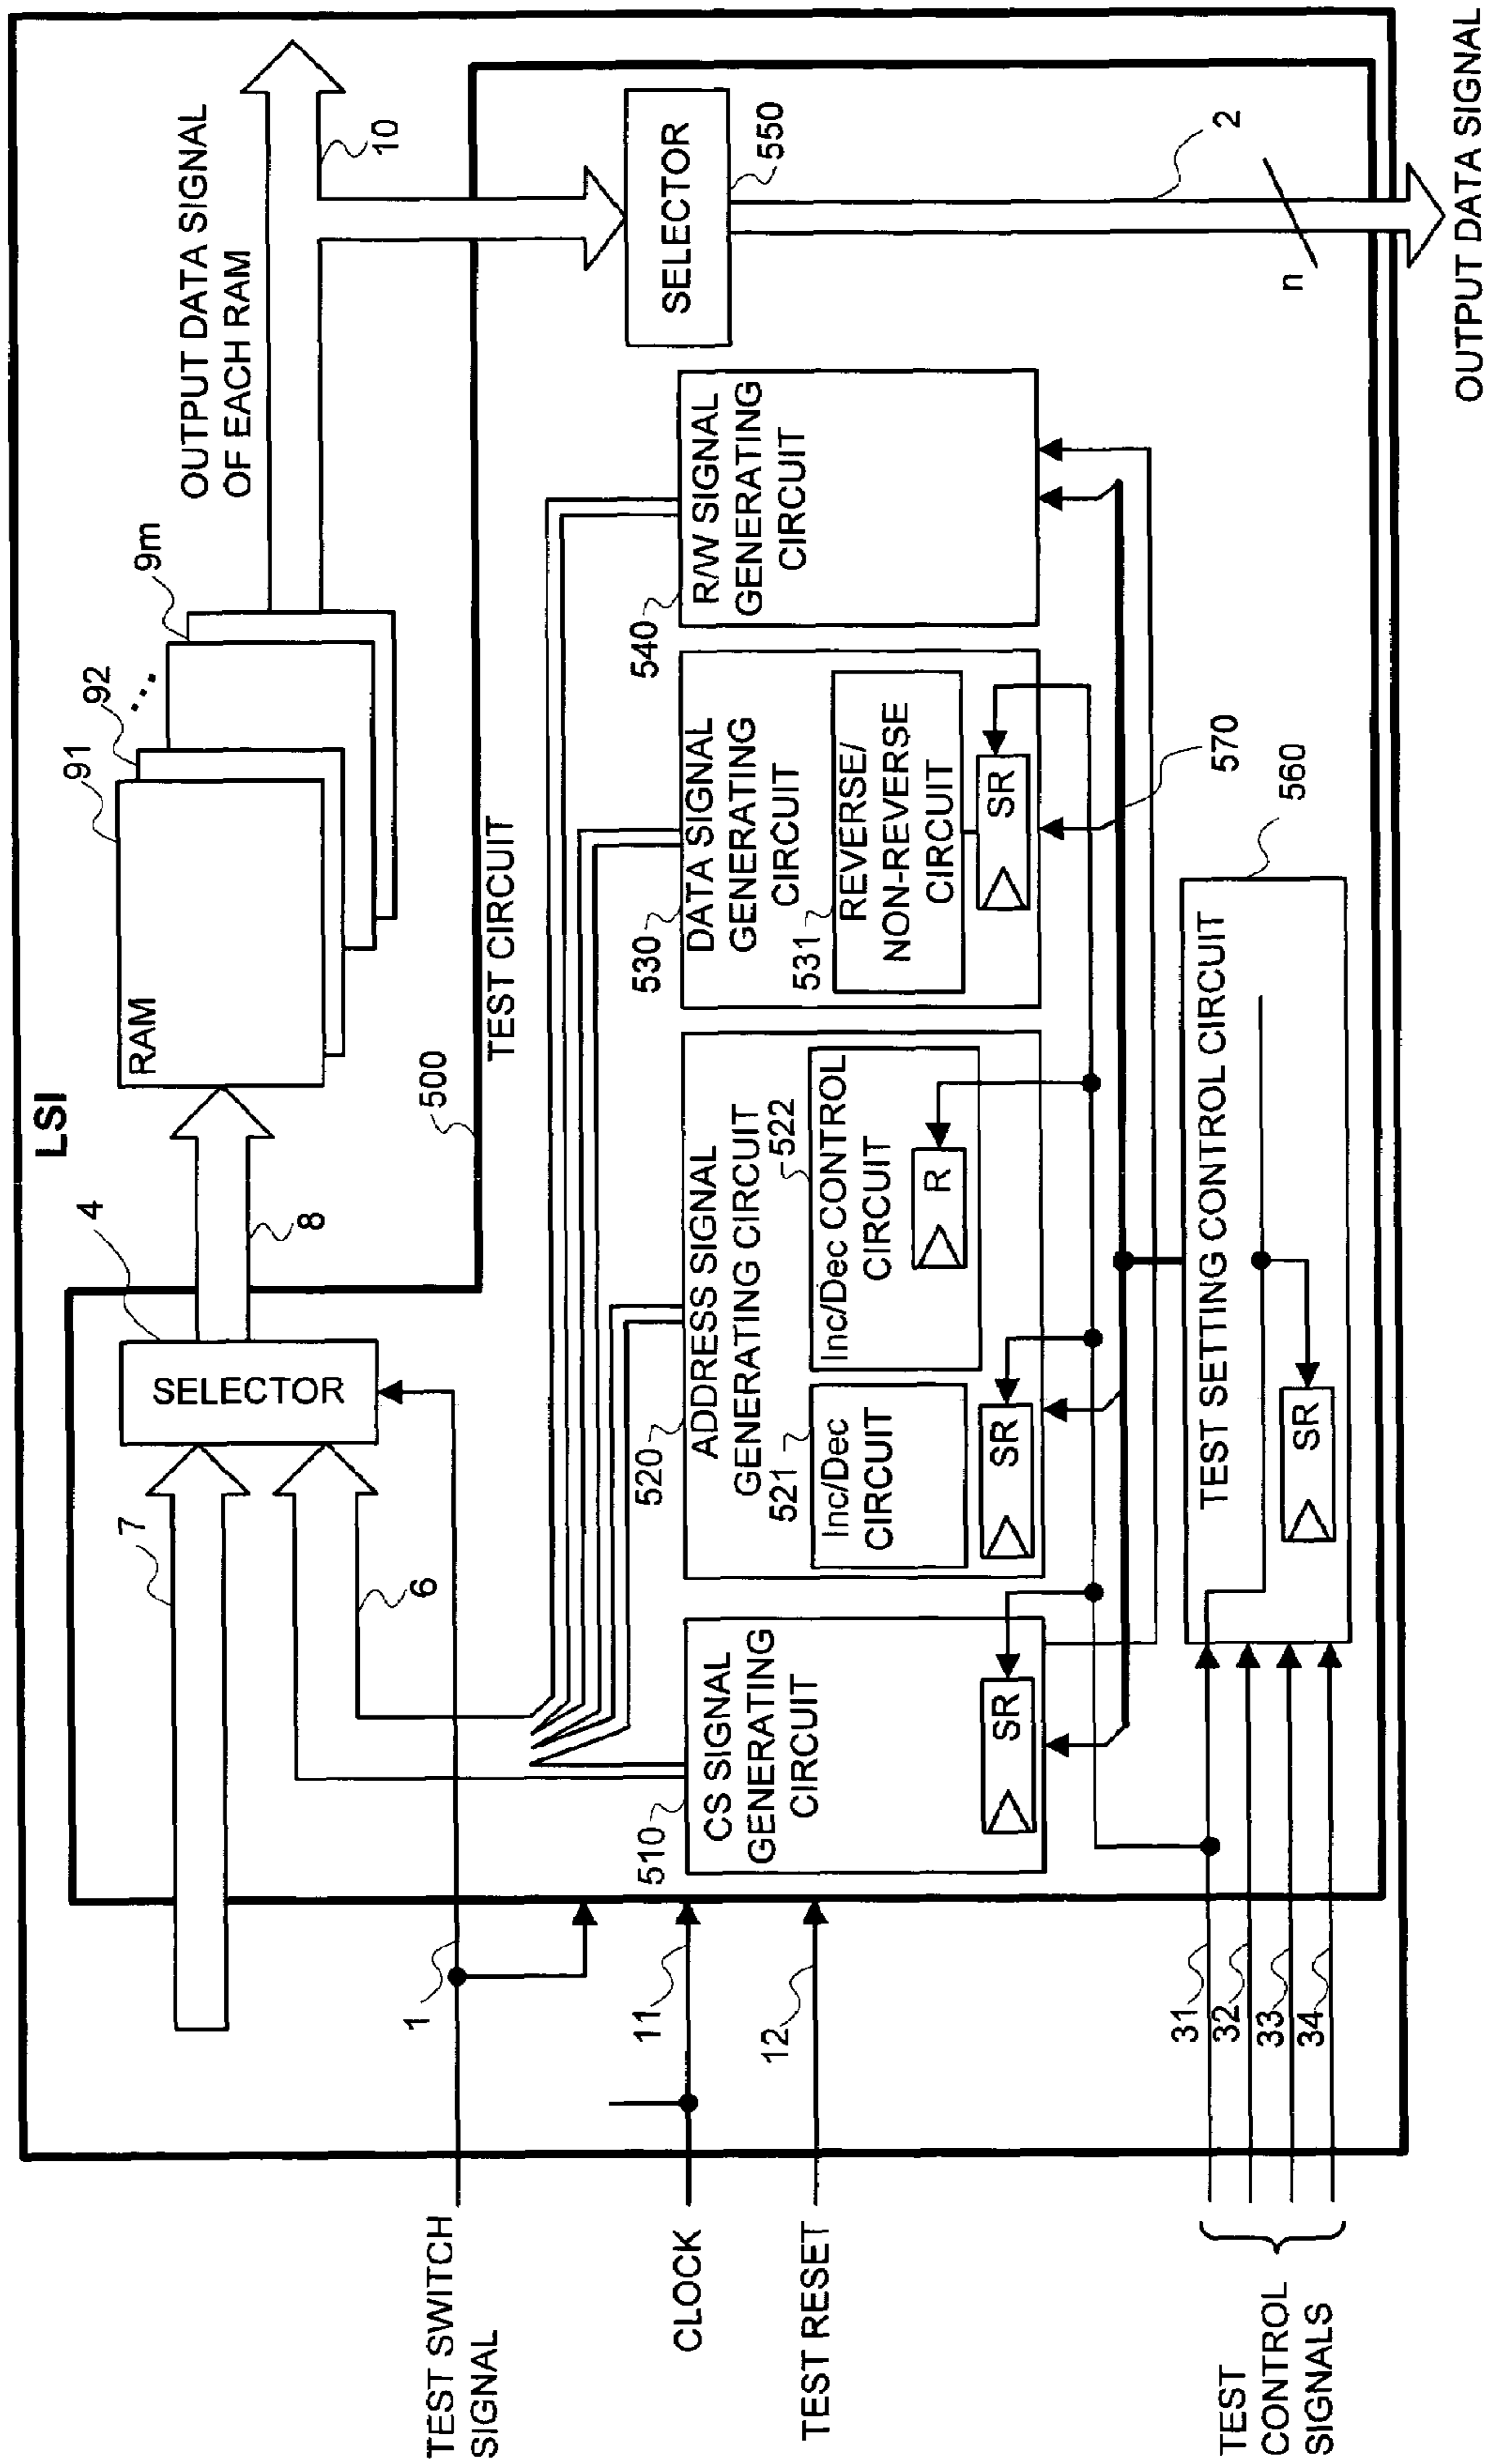 LSI
TEST SWITCH
SIGNAL
CLOCK
TEST RESET
TEST
CONTROL
SIGNALS
1
11
12
31
32
33
34
7
6
4
SELECTOR
8
RAM
91
92
...
9m
OUTPUT DATA SIGNAL
OF EACH RAM
10
500
TEST CIRCUIT
510
CS SIGNAL
GENERATING
CIRCUIT
SR
520
ADDRESS SIGNAL
GENERATING CIRCUIT
521
Inc/Dec
CIRCUIT
SR
522
Inc/Dec CONTROL
CIRCUIT
R
530
DATA SIGNAL
GENERATING
CIRCUIT
531
REVERSE/
NON-REVERSE
CIRCUIT
SR
540
R/W SIGNAL
GENERATING
CIRCUIT
SELECTOR
550
2
n
570
560
TEST SETTING CONTROL CIRCUIT
SR
OUTPUT DATA SIGNAL